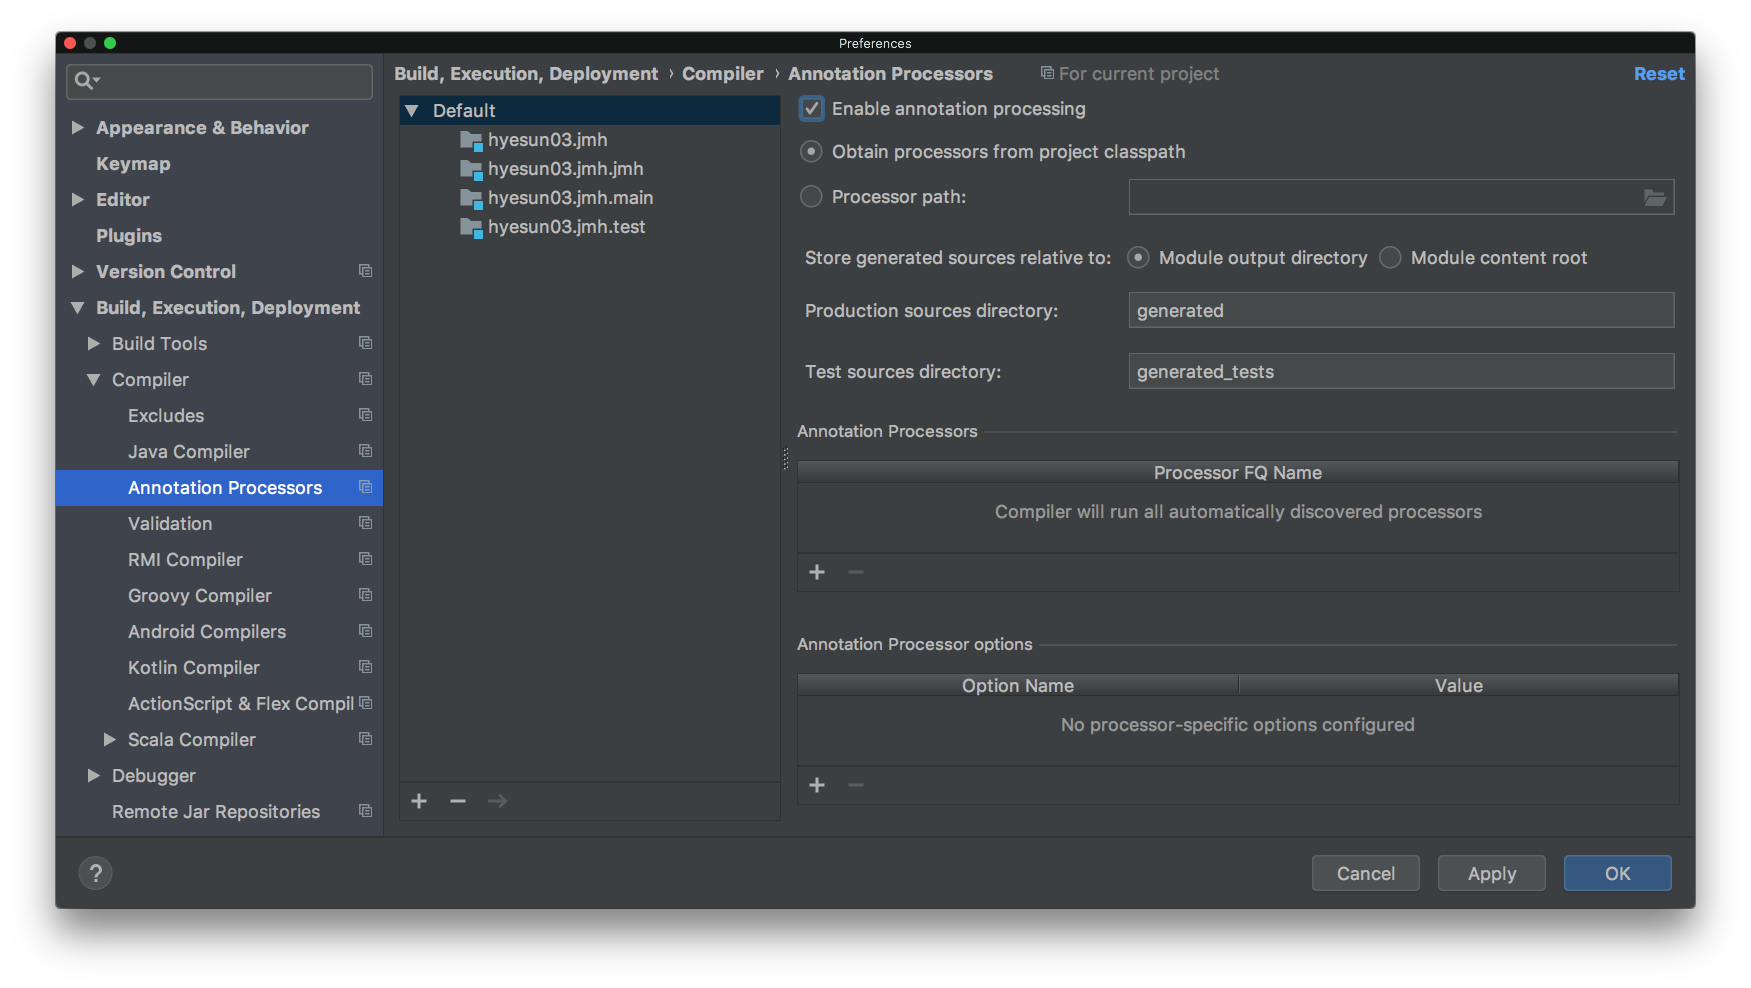 Preferences
Appearance & Behavior
Keymap
Editor
Plugins
Version Control
Build, Execution, Deployment
Build Tools
Compiler
Excludes
Java Compiler
Annotation Processors
Validation
RMI Compiler
Groovy Compiler
Android Compilers
Kotlin Compiler
ActionScript & Flex Compil
Scala Compiler
Debugger
Remote Jar Repositories
Build, Execution, Deployment › Compiler › Annotation Processors
For current project
Reset
Default
hyesun03.jmh
hyesun03.jmh.jmh
hyesun03.jmh.main
hyesun03.jmh.test
Enable annotation processing
Obtain processors from project classpath
Processor path:
Store generated sources relative to: Module output directory Module content root
Production sources directory: generated
Test sources directory: generated_tests
Annotation Processors
Processor FQ Name
Compiler will run all automatically discovered processors
Annotation Processor options
Option Name Value
No processor-specific options configured
?
Cancel Apply OK